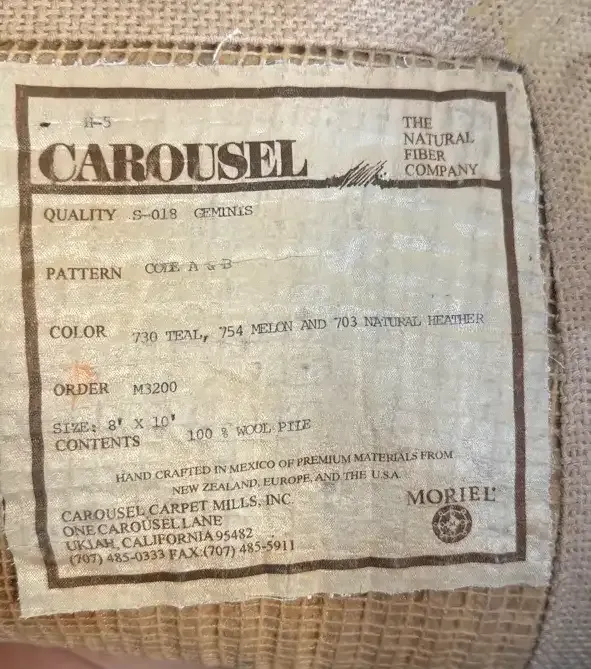 H-5
CAROUSEL
THE
NATURAL
FIBER
COMPANY
QUALITY S-018 GEMINIS
PATTERN CODE A & B
COLOR 730 TEAL, 754 MELON AND 703 NATURAL HEATHER
ORDER M3200
SIZE: 8' X 10'
CONTENTS 100 % WOOL PILE
HAND CRAFTED IN MEXICO OF PREMIUM MATERIALS FROM
NEW ZEALAND, EUROPE, AND THE U.S.A.
CAROUSEL CARPET MILLS, INC.
ONE CAROUSEL LANE
UKIAH, CALIFORNIA 95482
(707) 485-0333 FAX (707) 485-5911
MORIEL